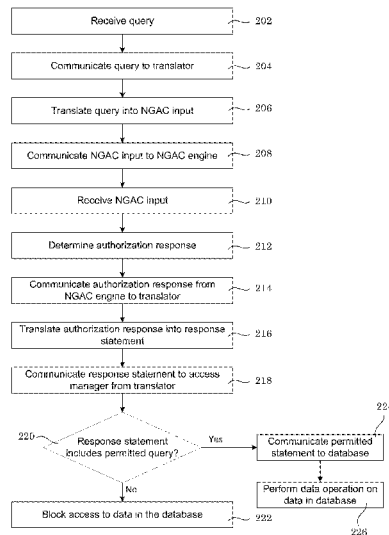 Receive query
202
Communicate query to translator
204
Translate query into NGAC input
206
Communicate NGAC input to NGAC engine
208
Receive NGAC input
210
Determine authorization response
212
Communicate authorization response from
NGAC engine to translator
214
Translate authorization response into response
statement
216
Communicate response statement to access
manager from translator
218
220
Response statement
includes permitted query?
Yes
Communicate permitted
statement to database
No
Perform data operation on
data in database
226
Block access to data in the database
222